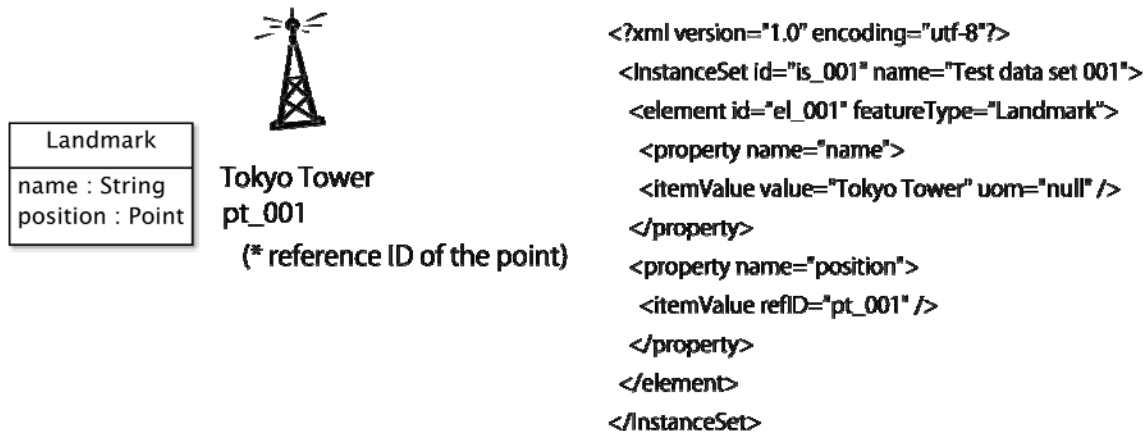 Landmark
name : String
position : Point
Tokyo Tower
pt_001
(* reference ID of the point)
<?xml version="1.0" encoding="utf-8"?>
<InstanceSet id="is_001" name="Test data set 001">
<element id="el_001" featureType="Landmark">
<property name="name">
<itemValue value="Tokyo Tower" uom="null" />
</property>
<property name="position">
<itemValue refID="pt_001" />
</property>
</element>
</InstanceSet>